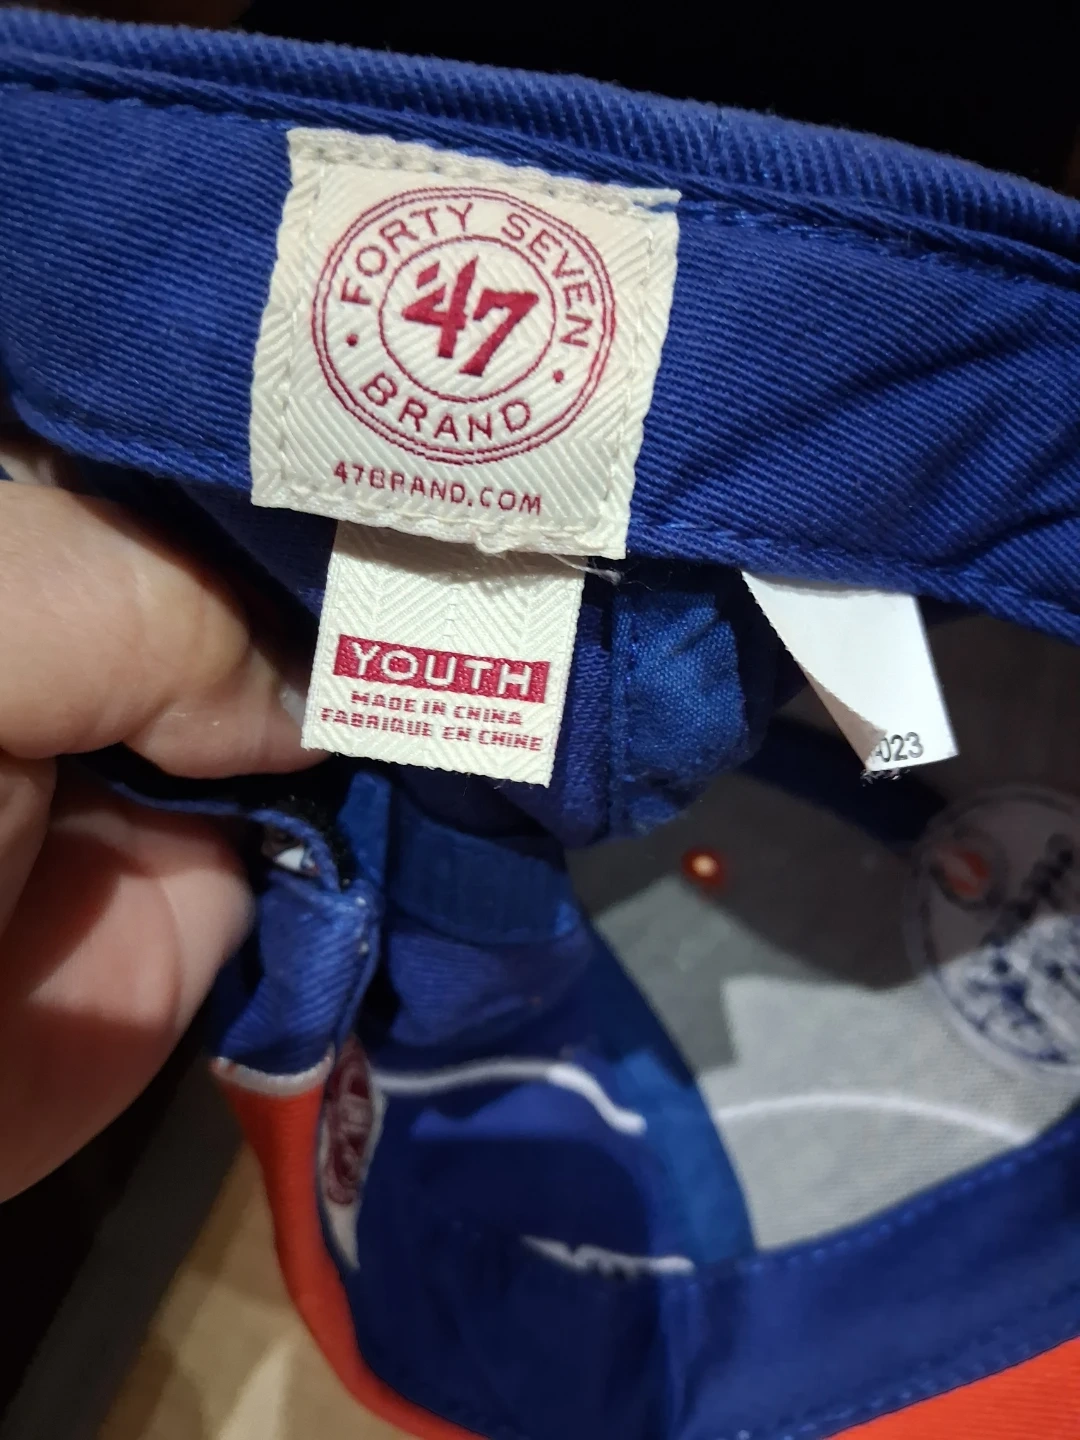 FORTY SEVEN
'47
BRAND
47BRAND.COM
YOUTH
MADE IN CHINA
FABRIQUE EN CHINE
023